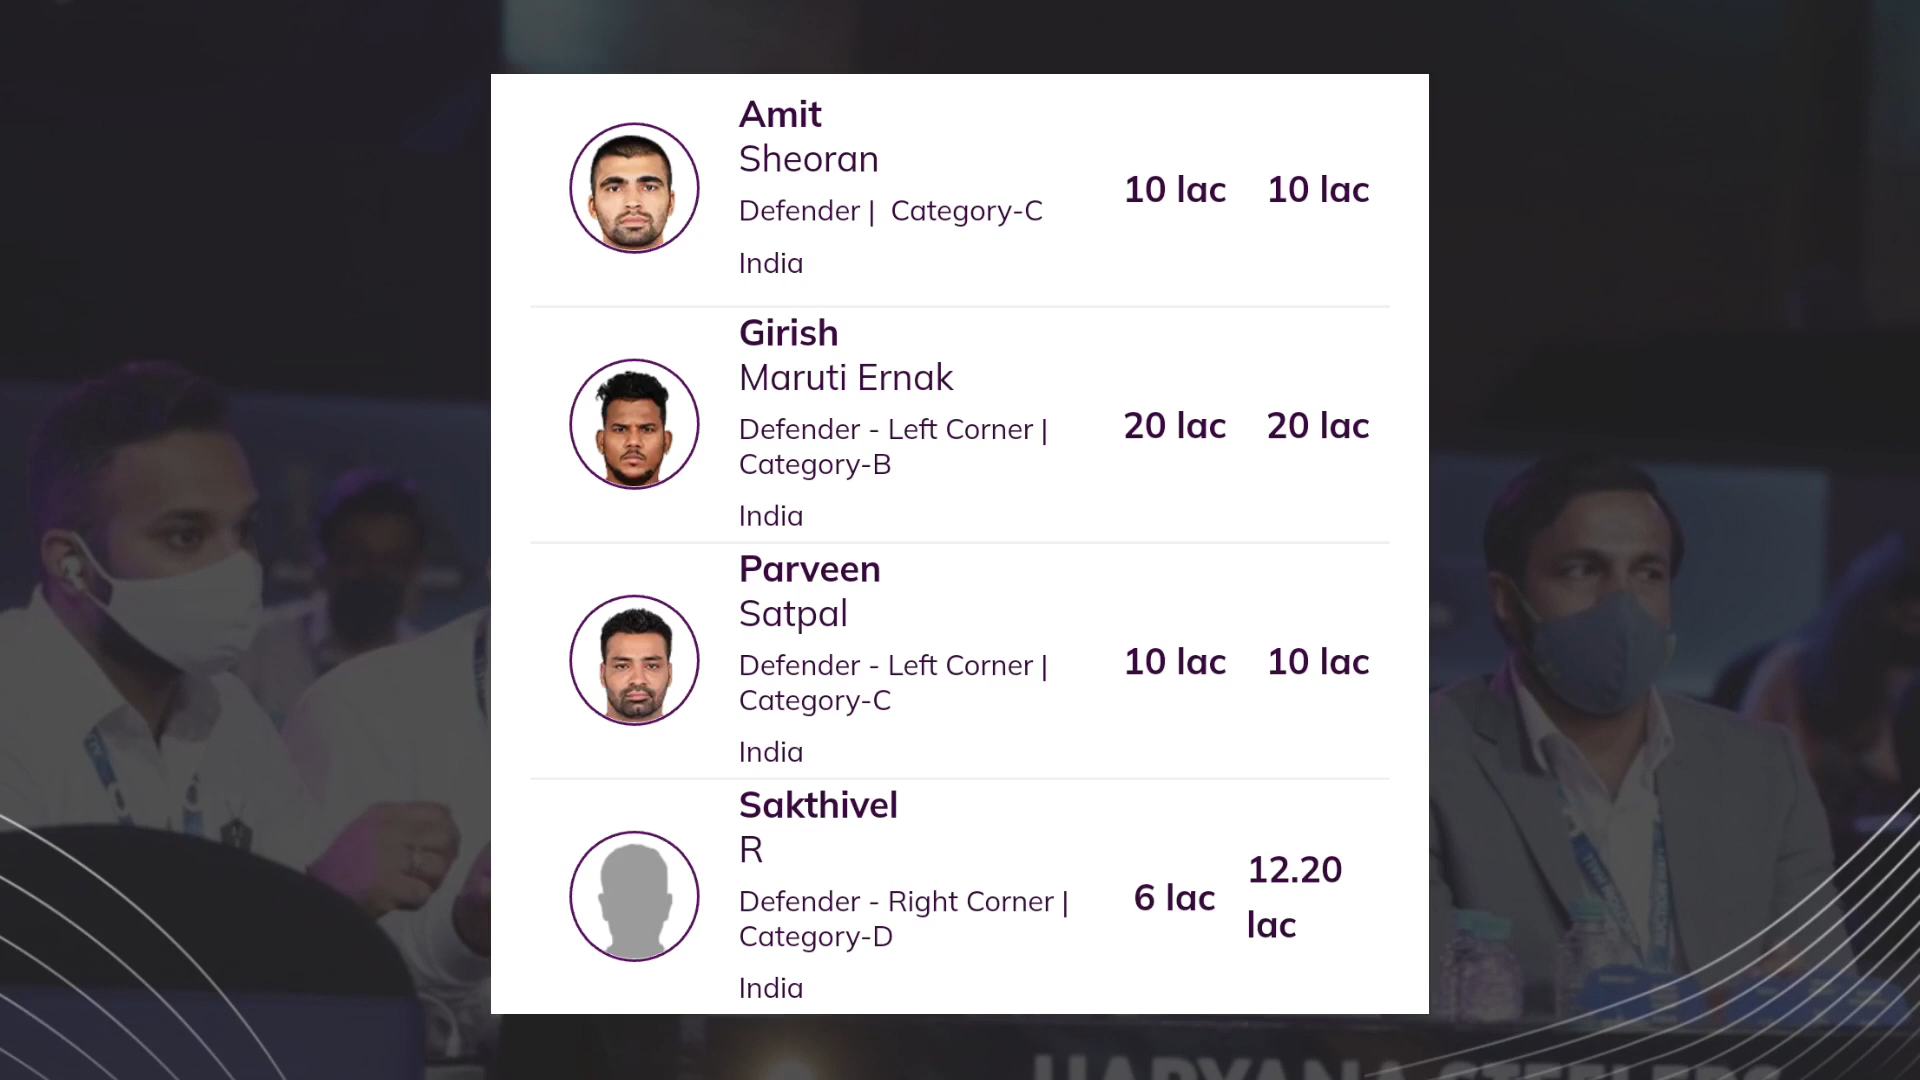 Amit
Sheoran
Defender | Category-C
India
10 lac 10 lac
Girish
Maruti Ernak
Defender - Left Corner |
Category-B
India
20 lac 20 lac
Parveen
Satpal
Defender - Left Corner |
Category-C
India
10 lac 10 lac
Sakthivel
R
Defender - Right Corner |
Category-D
India
6 lac 12.20
lac
HARYANA STEELERS